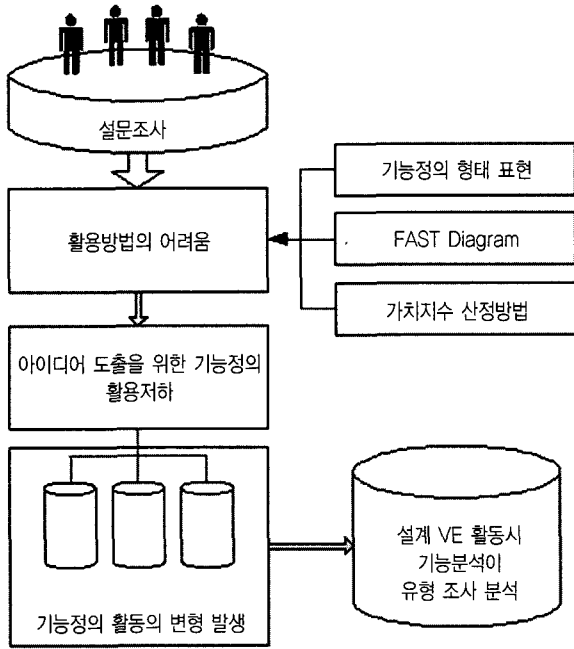 설문조사
활용방법의 어려움
기능정의 형태 표현
FAST Diagram
가치지수 산정방법
아이디어 도출을 위한 기능정의
활용저하
기능정의 활동의 변형 발생
설계 VE 활동시
기능분석이
유형 조사 분석